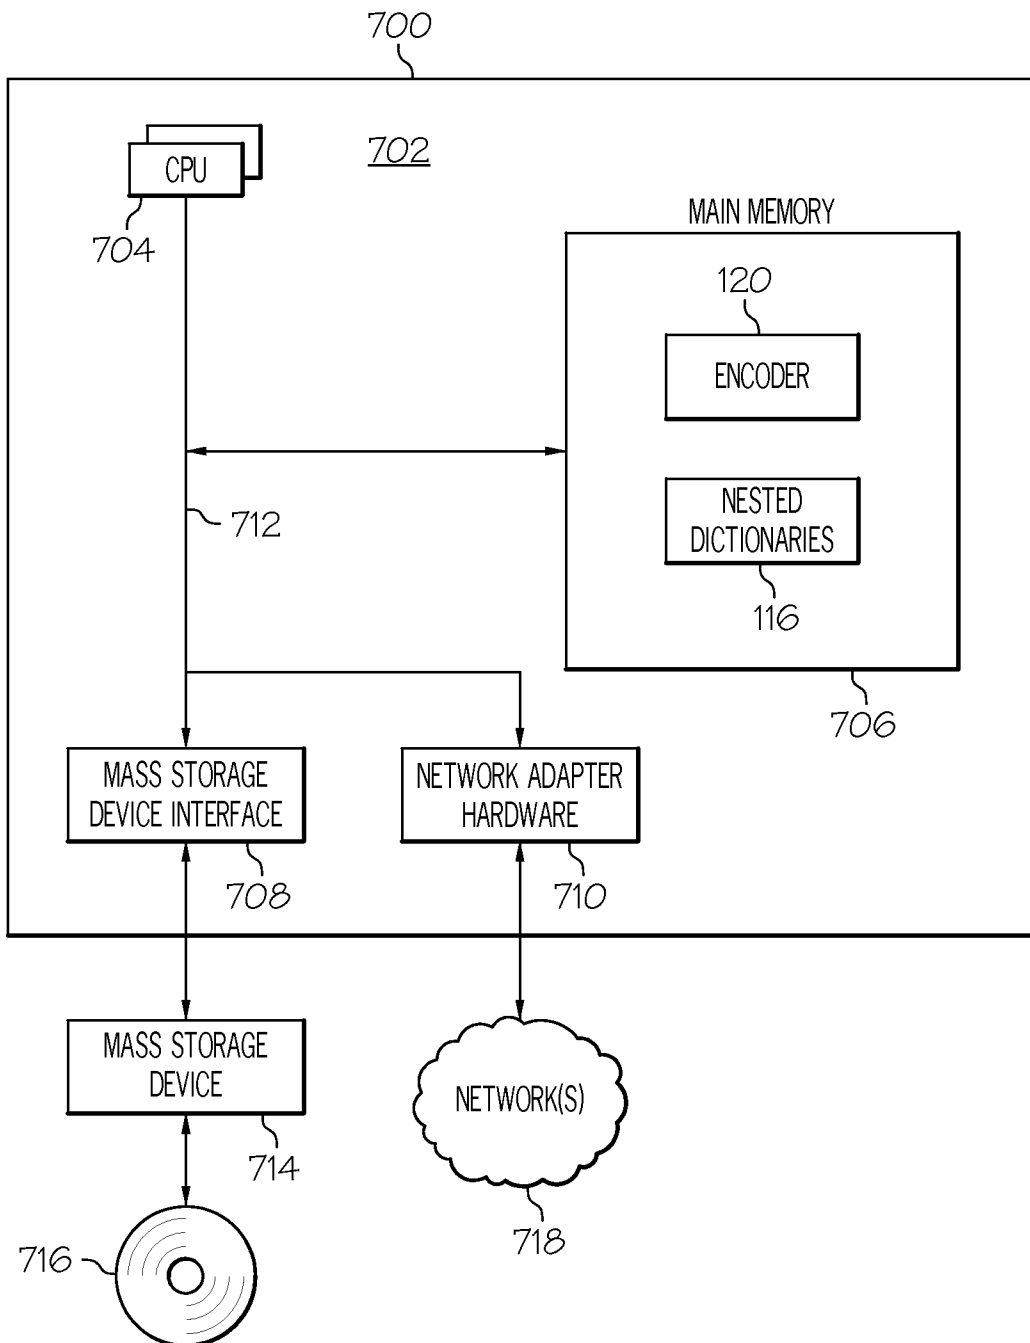 700
702
CPU
704
MAIN MEMORY
120
ENCODER
NESTED
DICTIONARIES
116
712
706
MASS STORAGE
DEVICE INTERFACE
708
NETWORK ADAPTER
HARDWARE
710
MASS STORAGE
DEVICE
714
NETWORK(S)
718
716